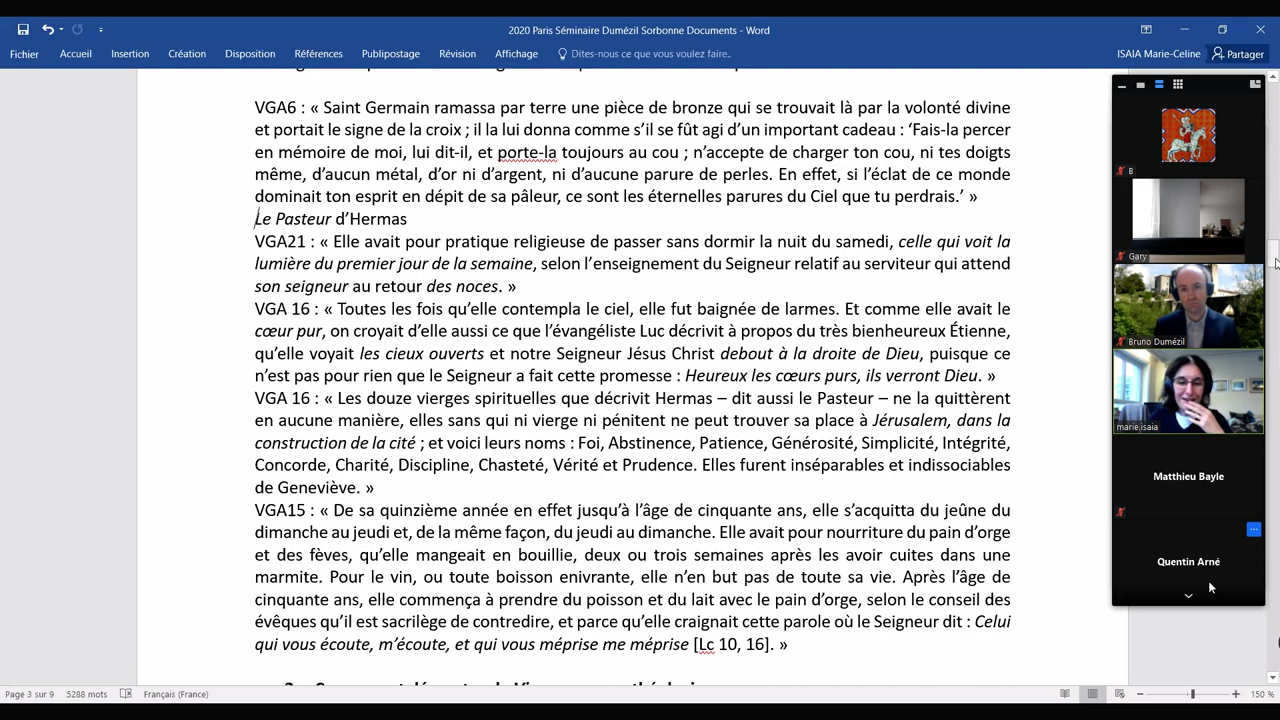 2020 Paris Séminaire Dumézil Sorbonne Documents - Word
Fichier Accueil Insertion Création Disposition Références Publipostage Révision Affichage Dites-nous ce que vous voulez faire.. ISAIA Marie-Celine Partager
VGA6 : « Saint Germain ramassa par terre une pièce de bronze qui se trouvait là par la volonté divine
et portait le signe de la croix ; il la lui donna comme s’il se fût agi d’un important cadeau : ‘Fais-la percer
en mémoire de moi, lui dit-il, et porte-la toujours au cou ; n’accepte de charger ton cou, ni tes doigts
même, d’aucun métal, d’or ni d’argent, ni d’aucune parure de perles. En effet, si l’éclat de ce monde
dominait ton esprit en dépit de sa pâleur, ce sont les éternelles parures du Ciel que tu perdrais.’ »
Le Pasteur d’Hermas
VGA21 : « Elle avait pour pratique religieuse de passer sans dormir la nuit du samedi, celle qui voit la
lumière du premier jour de la semaine, selon l’enseignement du Seigneur relatif au serviteur qui attend
son seigneur au retour des noces. »
VGA 16 : « Toutes les fois qu’elle contempla le ciel, elle fut baignée de larmes. Et comme elle avait le
cœur pur, on croyait d’elle aussi ce que l’évangéliste Luc décrivit à propos du très bienheureux Étienne,
qu’elle voyait les cieux ouverts et notre Seigneur Jésus Christ debout à la droite de Dieu, puisque ce
n’est pas pour rien que le Seigneur a fait cette promesse : Heureux les cœurs purs, ils verront Dieu. »
VGA 16 : « Les douze vierges spirituelles que décrivit Hermas – dit aussi le Pasteur – ne la quittèrent
en aucune manière, elles sans qui ni vierge ni pénitent ne peut trouver sa place à Jérusalem, dans la
construction de la cité ; et voici leurs noms : Foi, Abstinence, Patience, Générosité, Simplicité, Intégrité,
Concorde, Charité, Discipline, Chasteté, Vérité et Prudence. Elles furent inséparables et indissociables
de Geneviève. »
VGA15 : « De sa quinzième année en effet jusqu’à l’âge de cinquante ans, elle s’acquitta du jeûne du
dimanche au jeudi et, de la même façon, du jeudi au dimanche. Elle avait pour nourriture du pain d’orge
et des fèves, qu’elle mangeait en bouillie, deux ou trois semaines après les avoir cuites dans une
marmite. Pour le vin, ou toute boisson enivrante, elle n’en but pas de toute sa vie. Après l’âge de
cinquante ans, elle commença à prendre du poisson et du lait avec le pain d’orge, selon le conseil des
évêques qu’il est sacrilège de contredire, et parce qu’elle craignait cette parole où le Seigneur dit : Celui
qui vous écoute, m’écoute, et qui vous méprise me méprise [Lc 10, 16]. »
B
Gary
Bruno Dumézil
marie.isaia
Matthieu Bayle
Quentin Arné
Page 3 sur 9 5288 mots Français (France) 150 %